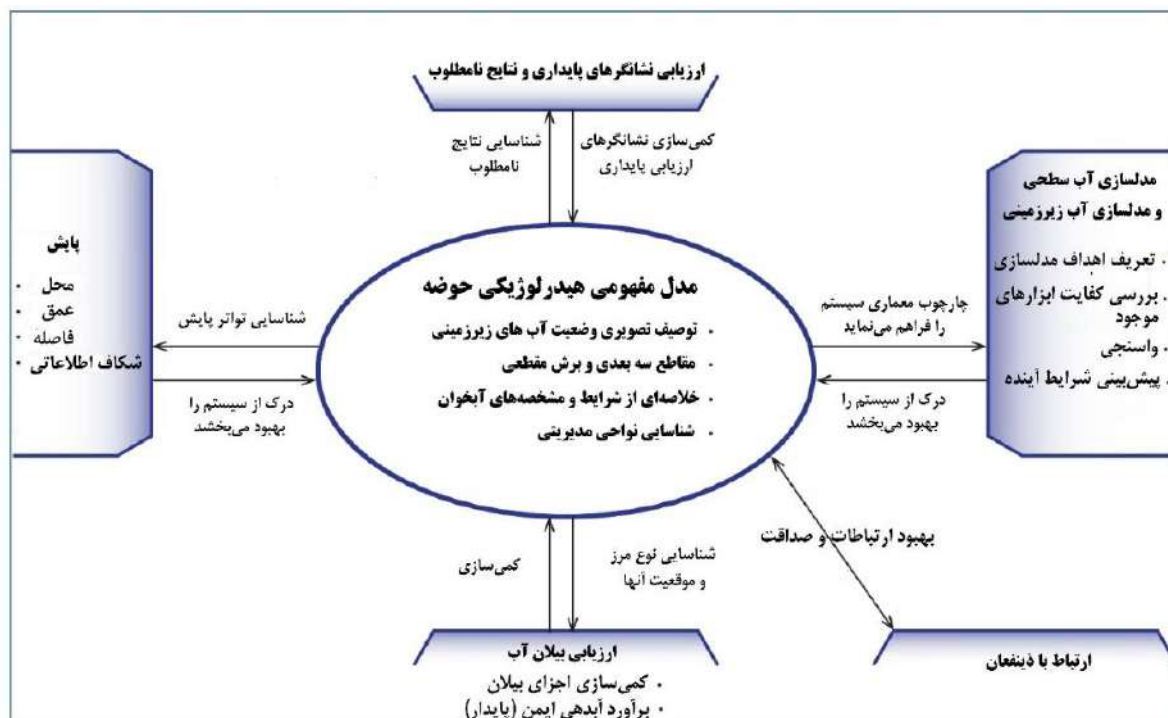 ارزیابی نشانگرهای پایداری و نتایج نامطلوب
شناسایی نتایج
نامطلوب
کمی‌سازی نشانگرهای
ارزیابی پایداری
مدلسازی آب سطحی
و مدلسازی آب زیرزمینی
· تعریف اهداف مدلسازی
· بررسی کفایت ابزارهای
موجود
· واسنجی
· پیش‌بینی شرایط آینده
چارچوب معماری سیستم
را فراهم می‌نماید
درک از سیستم را
بهبود می‌بخشد
مدل مفهومی هیدرلوژیکی حوضه
· توصیف تصویری وضعیت آب های زیرزمینی
· مقاطع سه بعدی و برش مقطعی
· خلاصه‌ای از شرایط و مشخصه‌های آبخوان
· شناسایی نواحی مدیریتی
شناسایی تواتر پایش
درک از سیستم را
بهبود می‌بخشد
پایش
· محل
· عمق
· فاصله
· شکاف اطلاعاتی
بهبود ارتباطات و صداقت
شناسایی نوع مرز
و موقعیت آنها
کمی‌سازی
ارزیابی بیلان آب
· کمی‌سازی اجزای بیلان
· برآورد آبدهی ایمن (پایدار)
ارتباط با ذینفعان